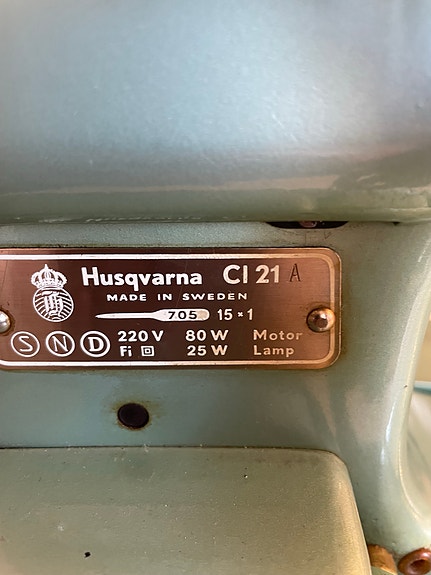 Husqvarna Cl 21 A
MADE IN SWEDEN
705 15×1
S N D 220 V 80 W Motor
Fi 25 W Lamp